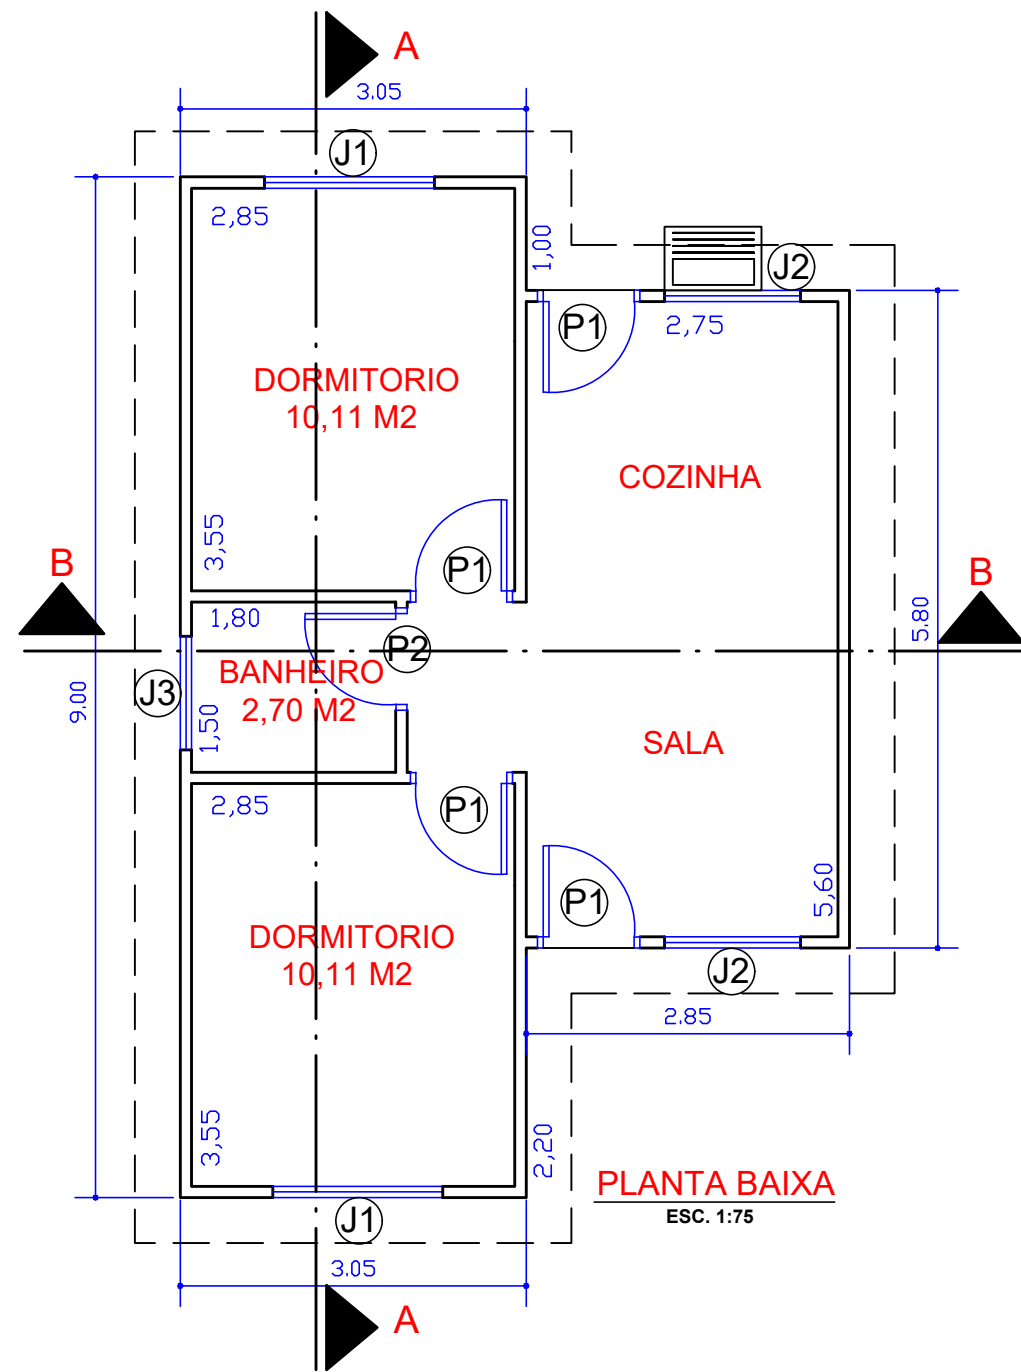 A
3.05
J1
2,85
1,00
J2
P1
2,75
DORMITORIO
10,11 M2
COZINHA
3,55
P1
B
B
1,80
5.80
P2
BANHEIRO
2,70 M2
J3
9.00
1,50
SALA
2,85
P1
5,60
P1
DORMITORIO
10,11 M2
J2
2.85
3,55
2,20
PLANTA BAIXA
ESC. 1:75
J1
3.05
A